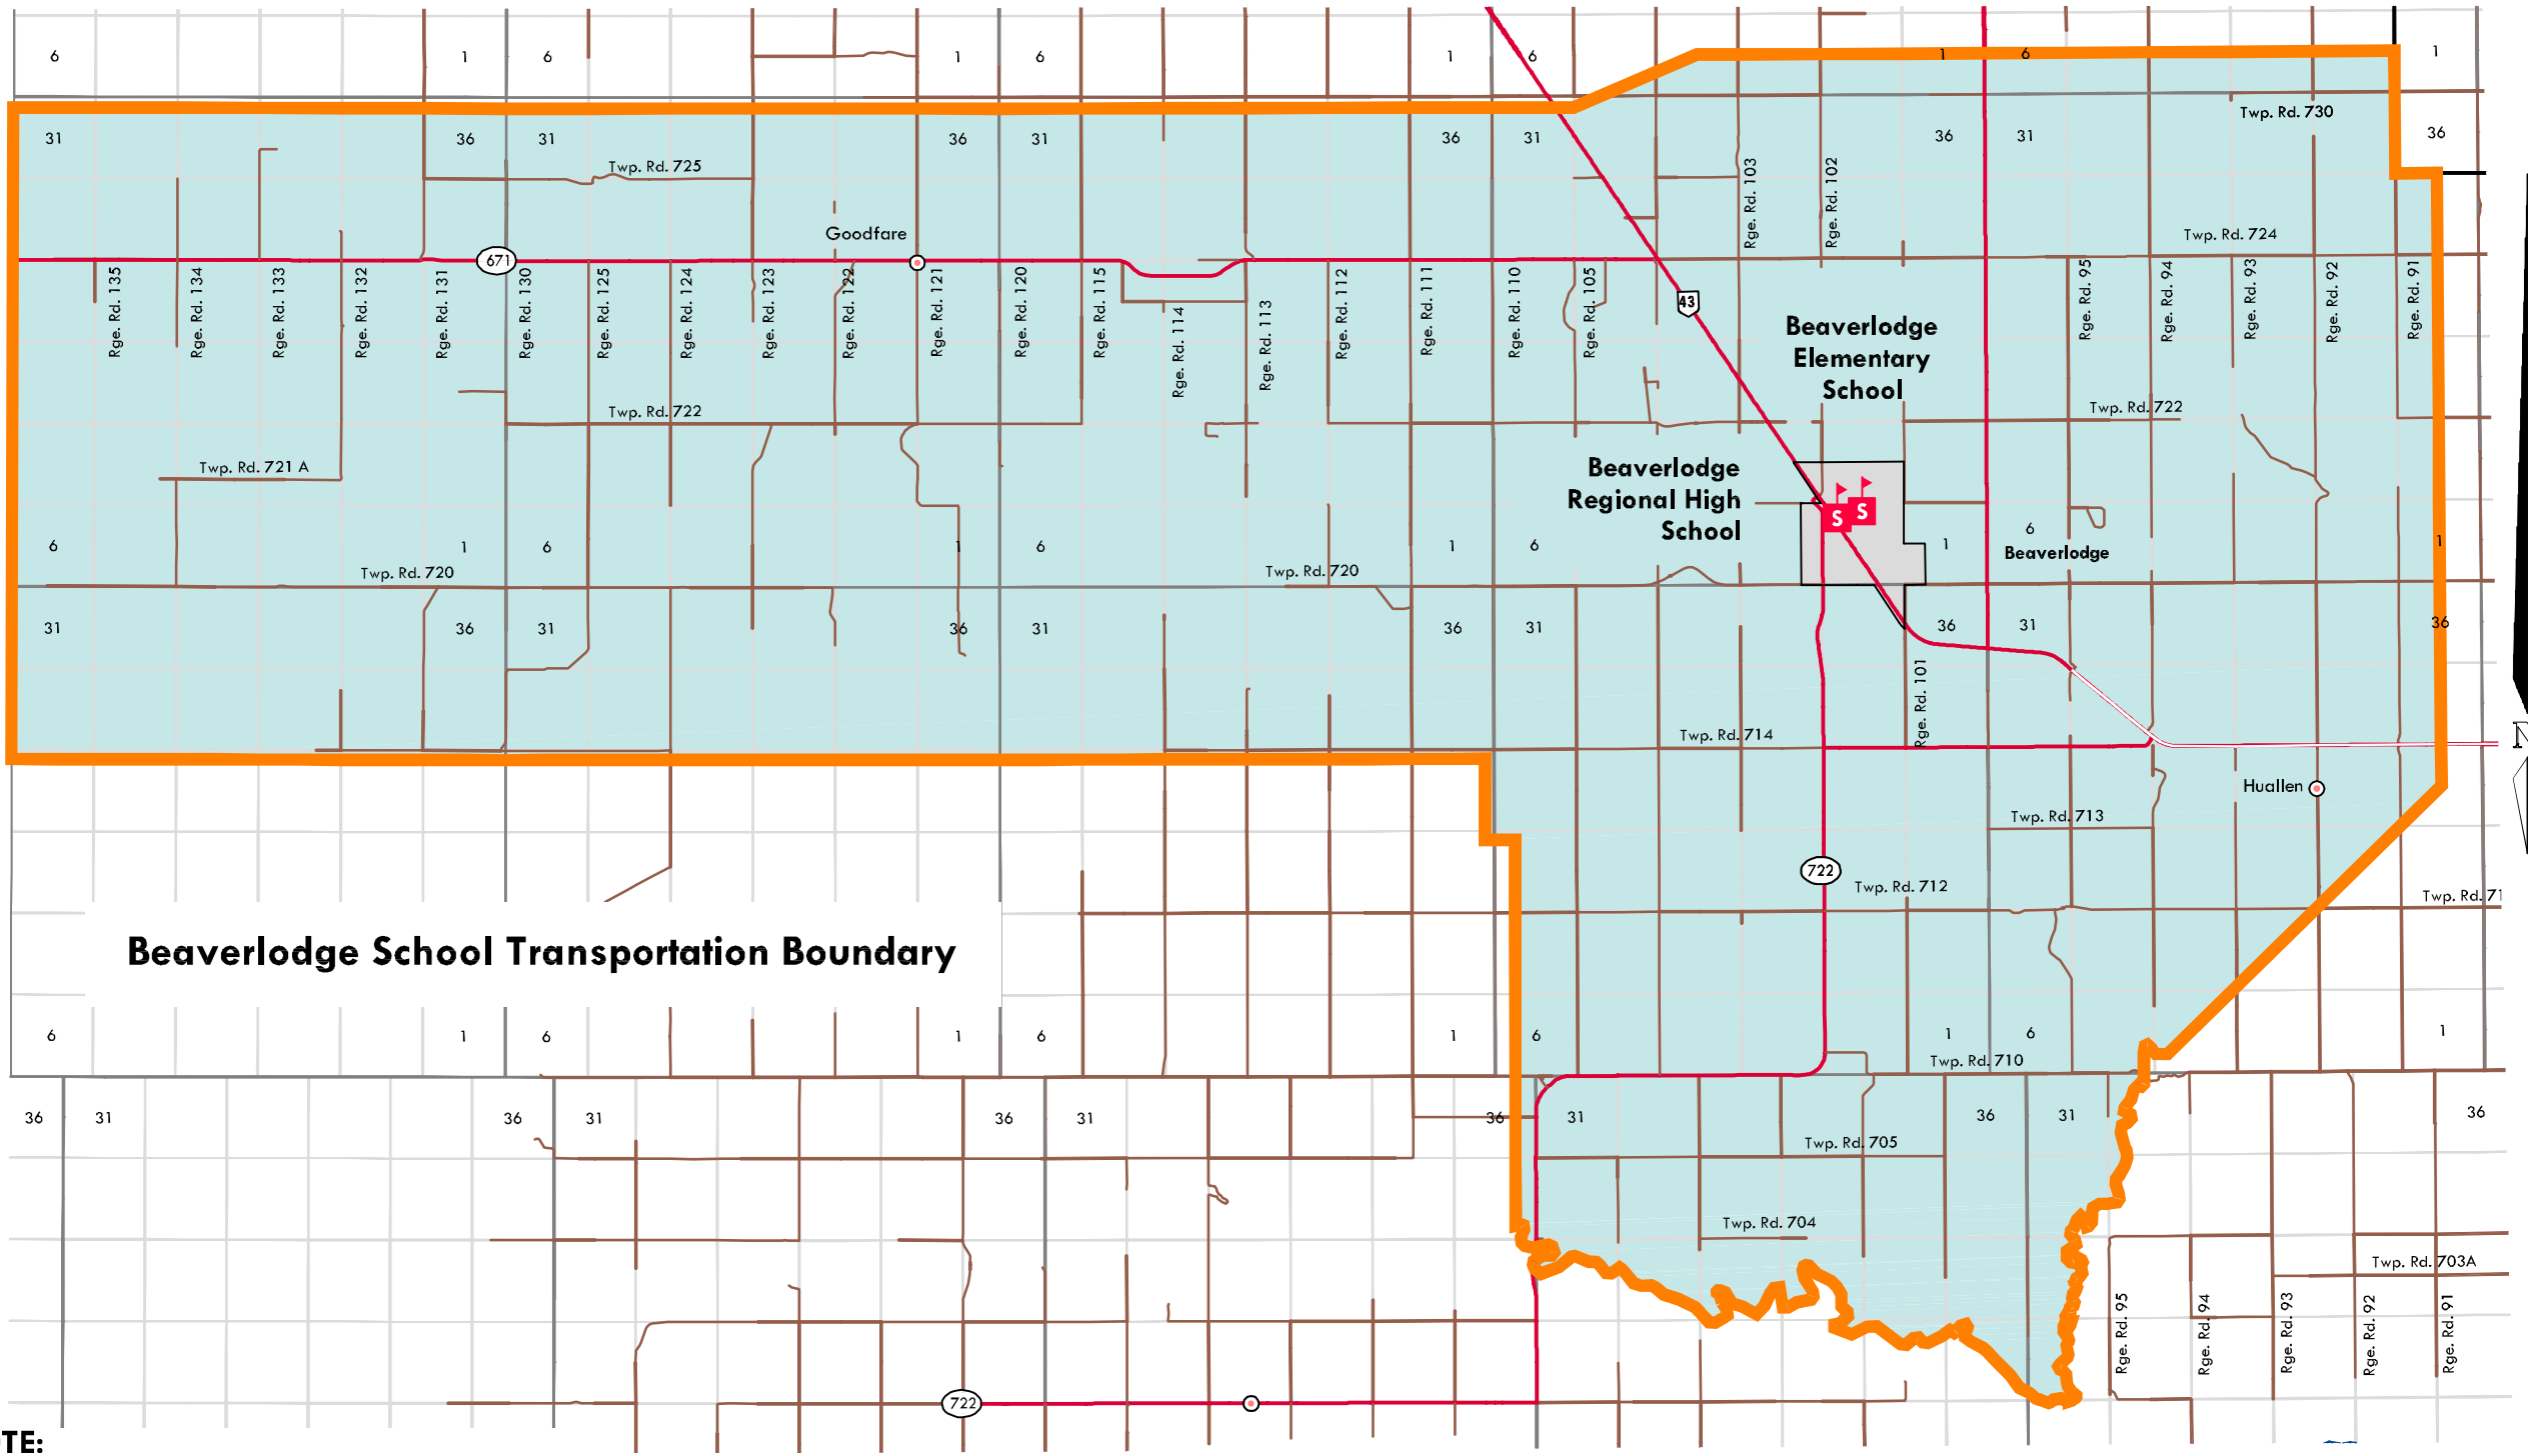 6 1 6 1 6 1 6 1 6 1
Twp. Rd. 730
31 36 31 36 31 36 31 36 31 36
Twp. Rd. 725
Rge. Rd. 103
Rge. Rd. 102
Goodfare
Twp. Rd. 724
671
Rge. Rd. 135
Rge. Rd. 134
Rge. Rd. 133
Rge. Rd. 132
Rge. Rd. 131
Rge. Rd. 130
Rge. Rd. 125
Rge. Rd. 124
Rge. Rd. 123
Rge. Rd. 122
Rge. Rd. 121
Rge. Rd. 120
Rge. Rd. 115
Rge. Rd. 114
Rge. Rd. 113
Rge. Rd. 112
Rge. Rd. 111
Rge. Rd. 110
Rge. Rd. 105
43
Rge. Rd. 95
Rge. Rd. 94
Rge. Rd. 93
Rge. Rd. 92
Rge. Rd. 91
Beaverlodge
Elementary
School
Twp. Rd. 722
Twp. Rd. 722
Twp. Rd. 721 A
Beaverlodge
Regional High
School
S S
6 1 6 1 6 1 6 1 6 1
Beaverlodge
Twp. Rd. 720
Twp. Rd. 720
31 36 31 36 31 36 31 36 31 36
Rge. Rd. 101
Twp. Rd. 714
N
Huallen
Twp. Rd. 713
722
Twp. Rd. 712
Twp. Rd. 71
Beaverlodge School Transportation Boundary
6 1 6 1 6 1 6 1 6 1
Twp. Rd. 710
36 31 36 31 36 31 36 31 36 31 36
Twp. Rd. 705
Twp. Rd. 704
Twp. Rd. 703A
Rge. Rd. 95
Rge. Rd. 94
Rge. Rd. 93
Rge. Rd. 92
Rge. Rd. 91
722
TE: